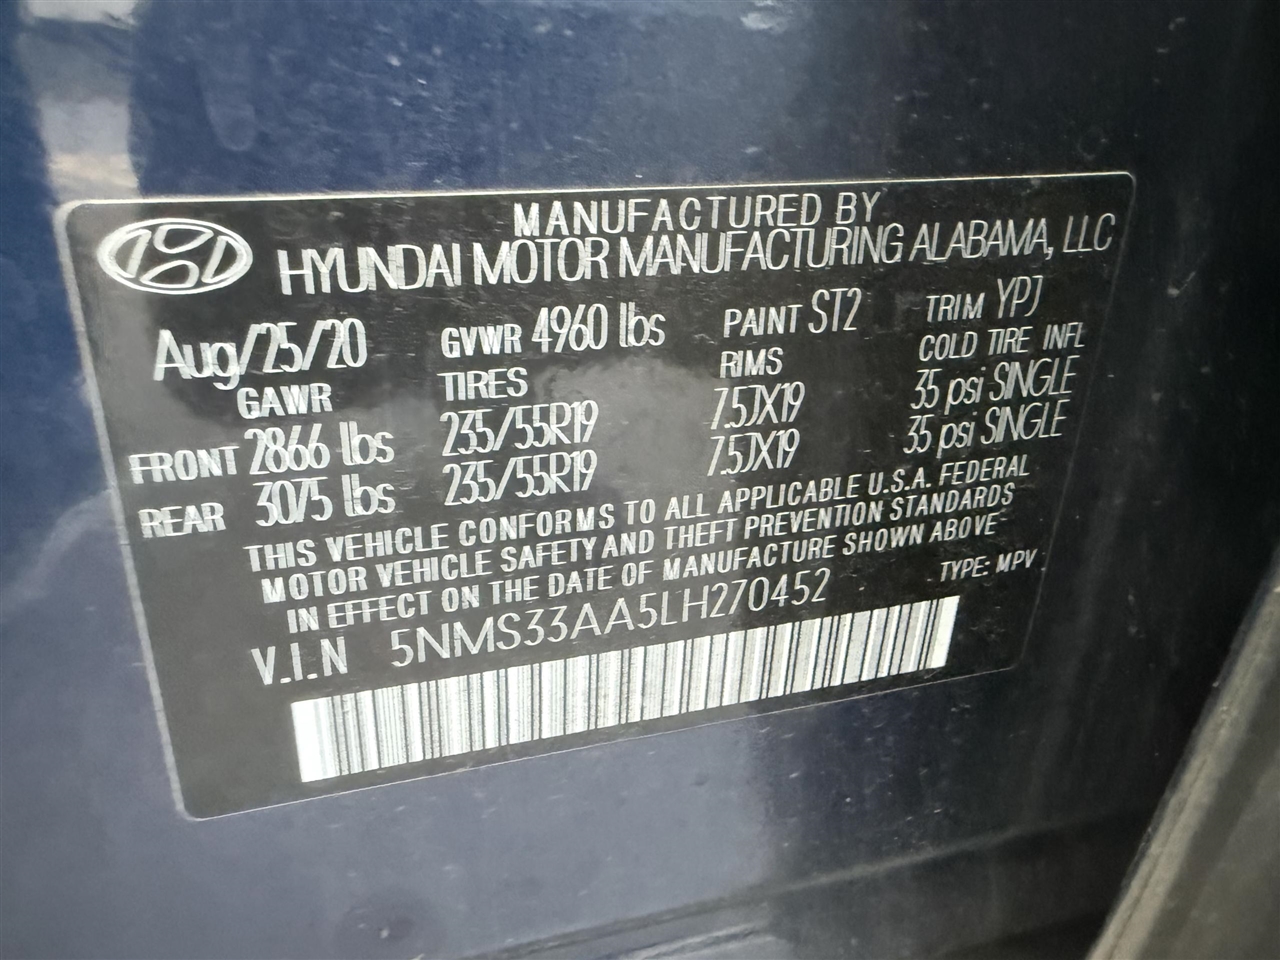 MANUFACTURED BY
HYUNDAI MOTOR MANUFACTURING ALABAMA, LLC
Aug/25/20 GVWR 4960 lbs PAINT ST2 TRIM YPJ
GAWR TIRES RIMS COLD TIRE INFL
FRONT 2866 lbs 235/55R19 7.5JX19 35 psi SINGLE
REAR 3075 lbs 235/55R19 7.5JX19 35 psi SINGLE
THIS VEHICLE CONFORMS TO ALL APPLICABLE U.S.A. FEDERAL
MOTOR VEHICLE SAFETY AND THEFT PREVENTION STANDARDS
IN EFFECT ON THE DATE OF MANUFACTURE SHOWN ABOVE
V.I.N 5NMS33AA5LH270452 TYPE: MPV